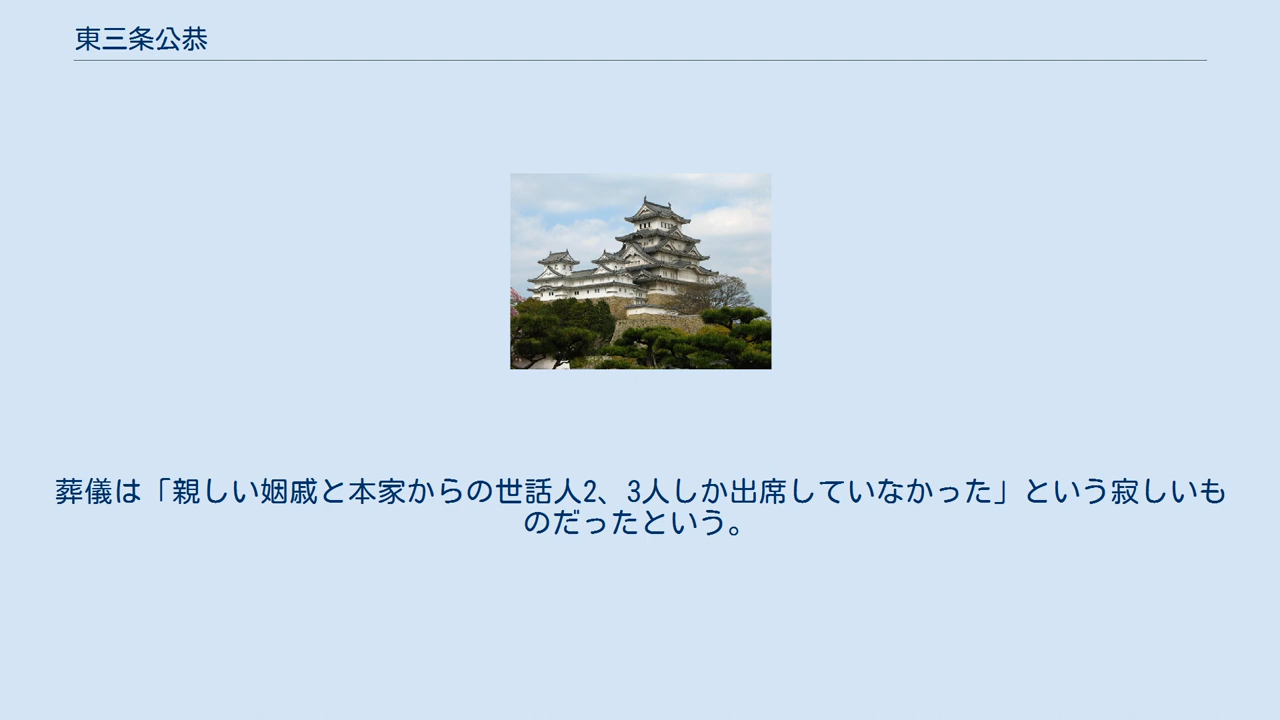 東三条公恭
葬儀は「親しい姻戚と本家からの世話人2、3人しか出席していなかった」という寂しいも
のだったという。